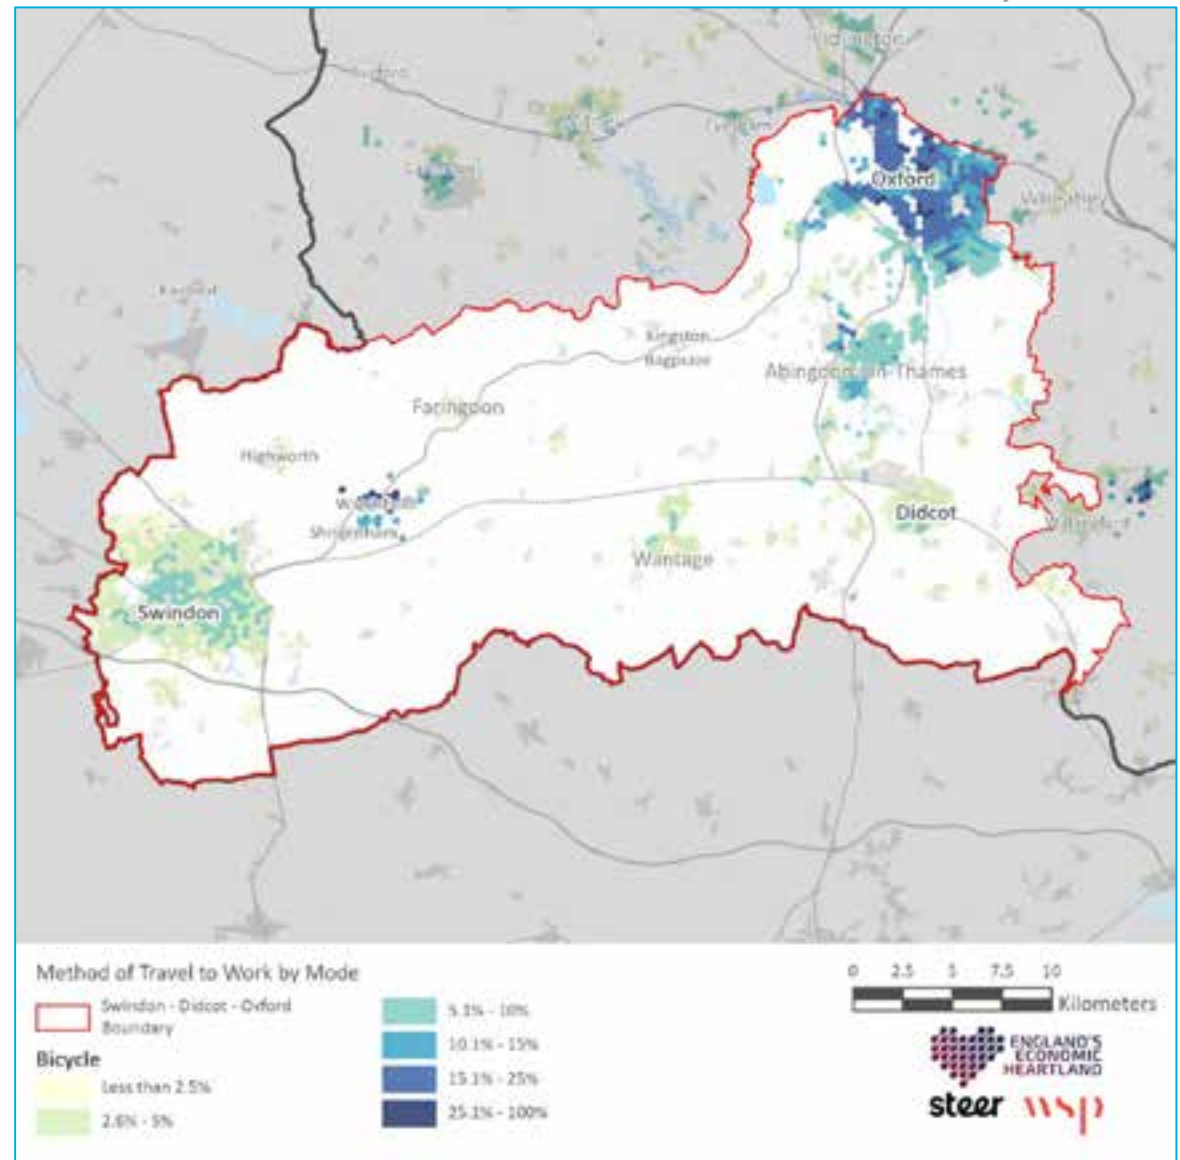 Oxford
Wheatley
Kingston
Bagpuize
Abingdon-on-Thames
Faringdon
Highworth
Shrivenham
Didcot
Wantage
Swindon
Method of Travel to Work by Mode
Swindon - Didcot - Oxford
Boundary
Bicycle
Less than 2.5%
2.6% - 5%
5.1% - 10%
10.1% - 15%
15.1% - 25%
25.1% - 100%
0 2.5 5 7.5 10
Kilometers
ENGLAND'S
ECONOMIC
HEARTLAND
steer wsp